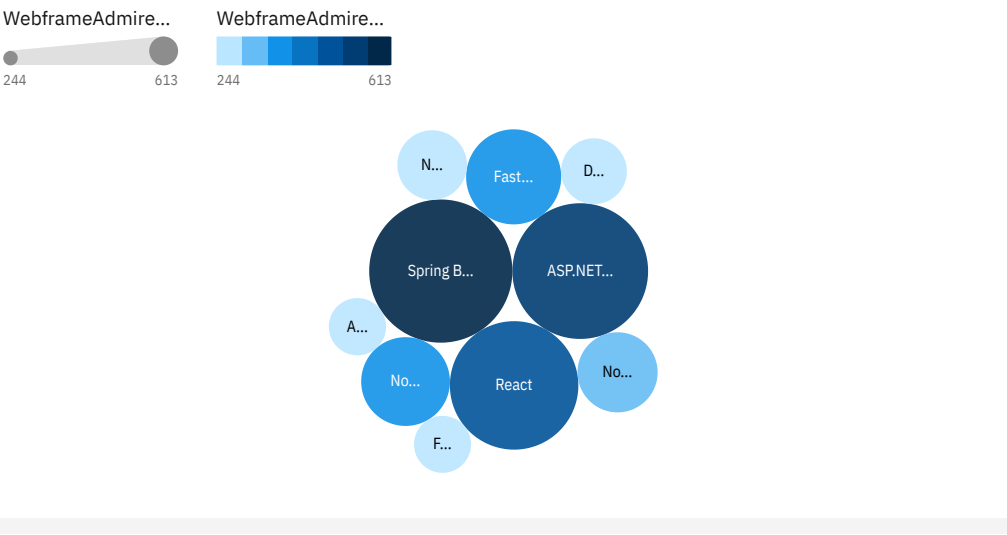 WebframeAdmire... WebframeAdmire...
244 613 244 613
N... Fast... D...
Spring B... ASP.NET...
A...
No... React No...
F...